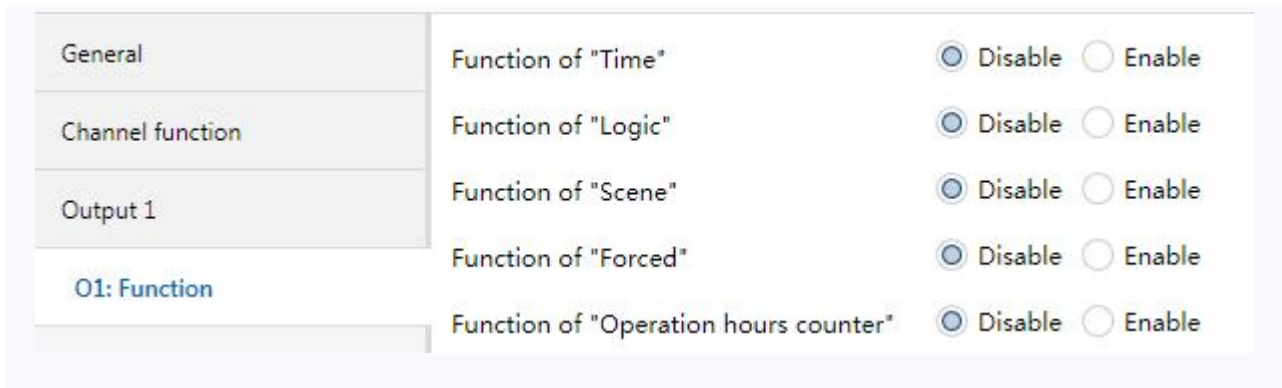 General
Channel function
Output 1
O1: Function
Function of "Time" Disable Enable
Function of "Logic" Disable Enable
Function of "Scene" Disable Enable
Function of "Forced" Disable Enable
Function of "Operation hours counter" Disable Enable